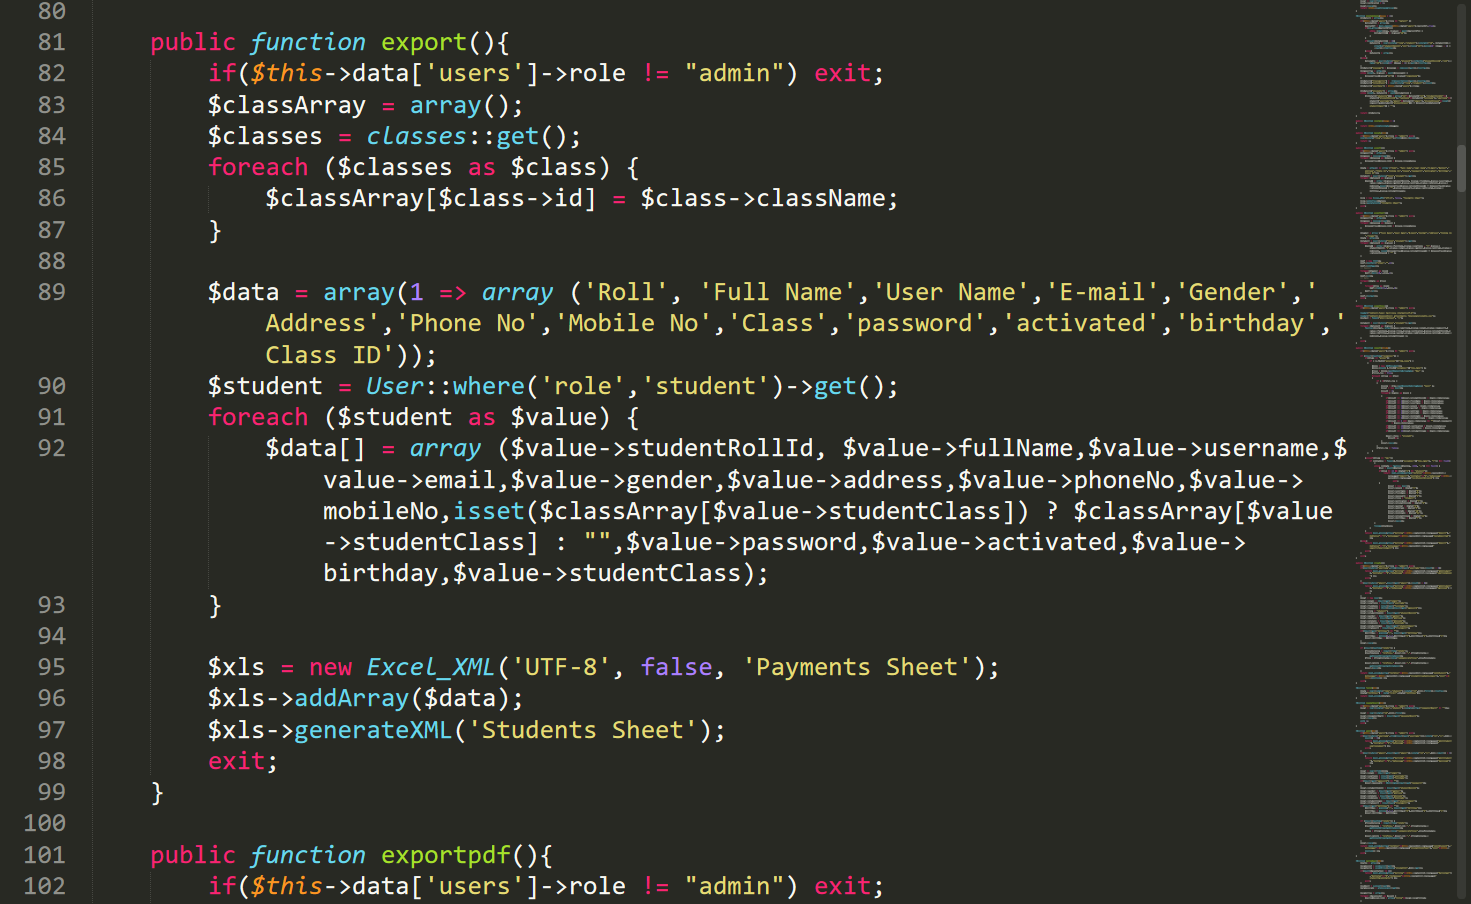 80
81 public function export(){
82 if($this->data['users']->role != "admin") exit;
83 $classArray = array();
84 $classes = classes::get();
85 foreach ($classes as $class) {
86 $classArray[$class->id] = $class->className;
87 }
88
89 $data = array(1 => array ('Roll', 'Full Name','User Name','E-mail','Gender','
Address','Phone No','Mobile No','Class','password','activated','birthday','
Class ID'));
90 $student = User::where('role','student')->get();
91 foreach ($student as $value) {
92 $data[] = array ($value->studentRollId, $value->fullName,$value->username,$
value->email,$value->gender,$value->address,$value->phoneNo,$value->
mobileNo,isset($classArray[$value->studentClass]) ? $classArray[$value
->studentClass] : "",$value->password,$value->activated,$value->
birthday,$value->studentClass);
93 }
94
95 $xls = new Excel_XML('UTF-8', false, 'Payments Sheet');
96 $xls->addArray($data);
97 $xls->generateXML('Students Sheet');
98 exit;
99 }
100
101 public function exportpdf(){
102 if($this->data['users']->role != "admin") exit;